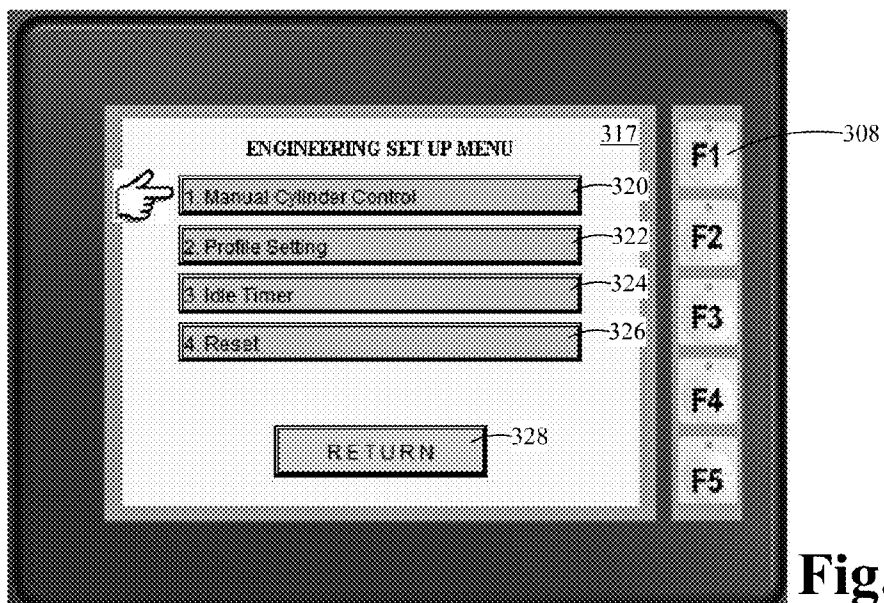 317
ENGINEERING SET UP MENU
1. Manual Cylinder Control 320
2. Profile Setting 322
3. Idle Timer 324
4. Reset 326
RETURN 328
F1 308
F2
F3
F4
F5
Fig.